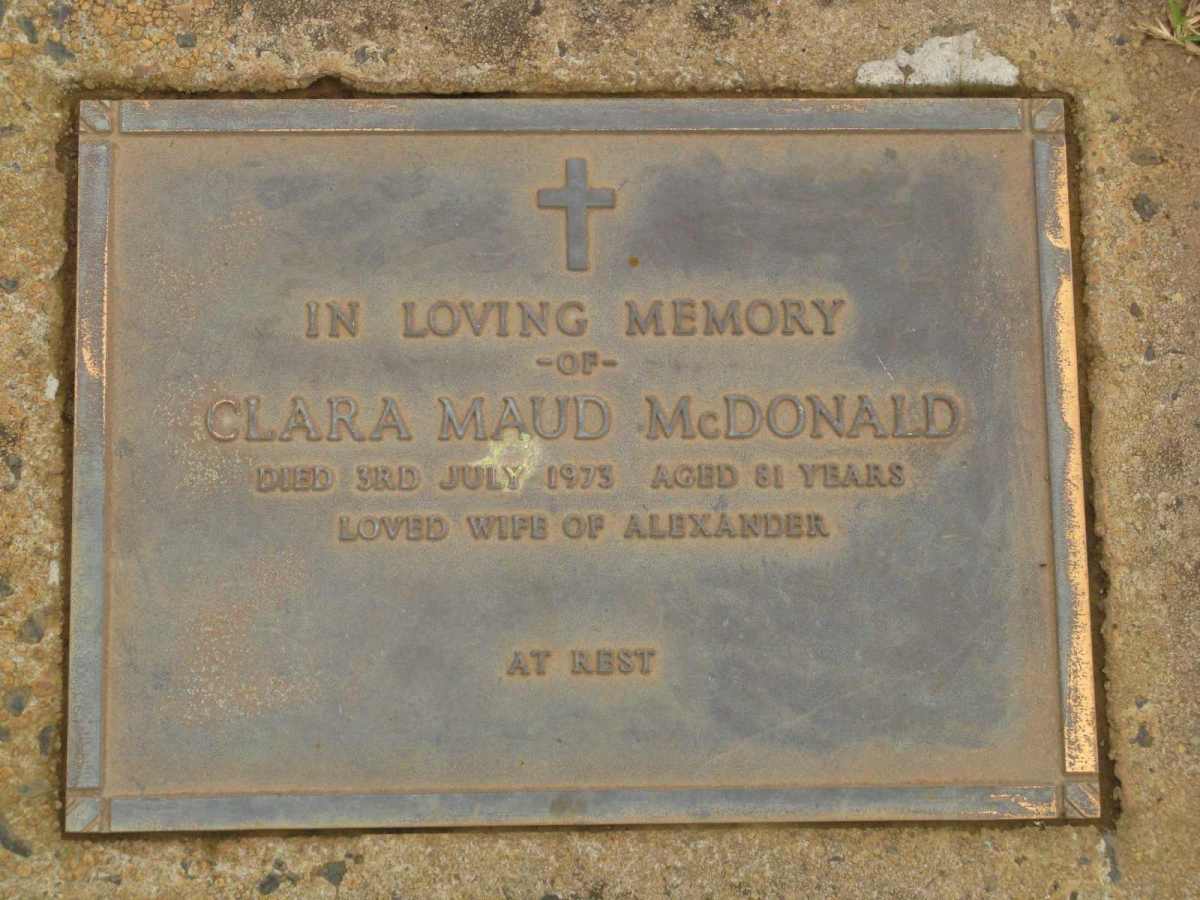 IN LOVING MEMORY
-OF-
CLARA MAUD McDONALD
DIED 3RD JULY 1973 AGED 81 YEARS
LOVED WIFE OF ALEXANDER
AT REST